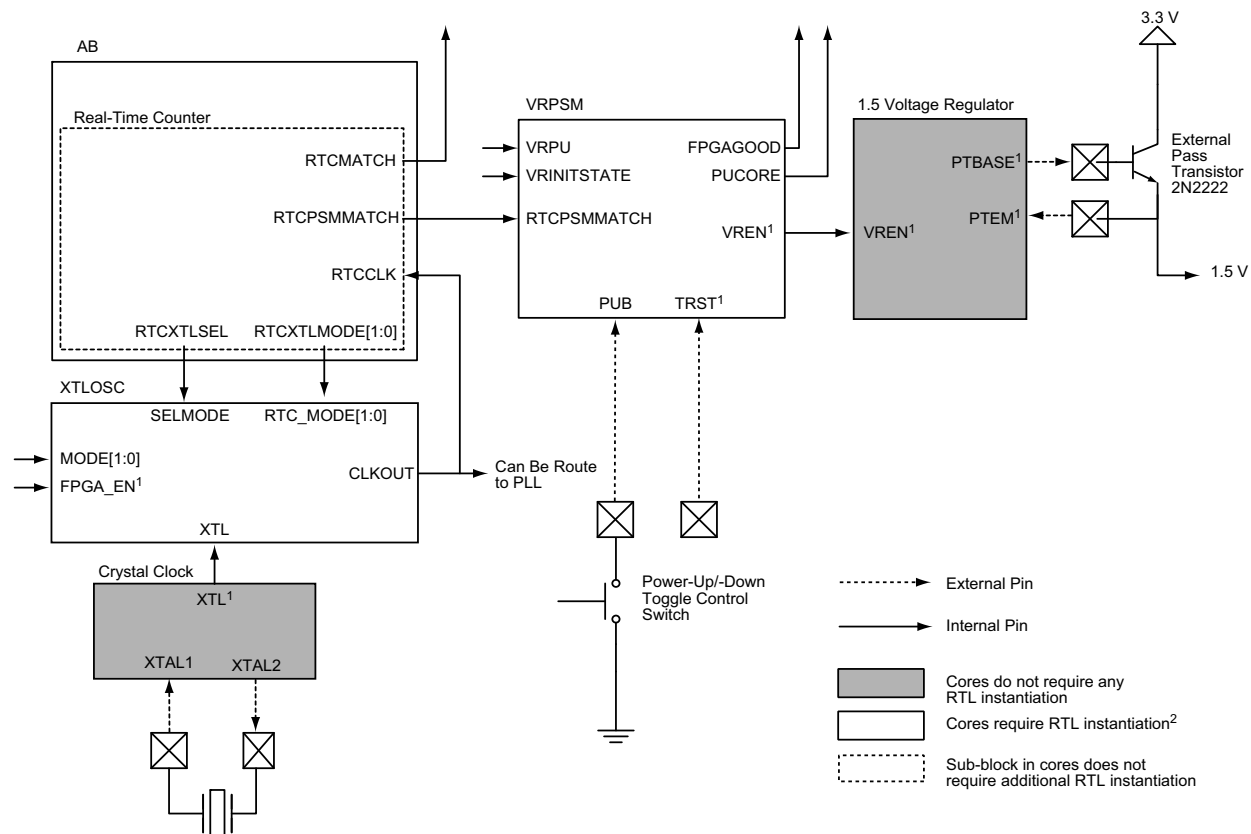 AB
Real-Time Counter
RTCMATCH
RTCPSMMATCH
RTCCLK
RTCXTLSEL
RTCXTLMODE[1:0]
XTLOSC
SELMODE
RTC_MODE[1:0]
MODE[1:0]
FPGA_EN1
CLKOUT
XTL
Can Be Route
to PLL
Crystal Clock
XTL1
XTAL1
XTAL2
VRPSM
VRPU
VRINITSTATE
RTCPSMMATCH
FPGAGOOD
PUCORE
VREN1
PUB
TRST1
Power-Up/-Down
Toggle Control
Switch
1.5 Voltage Regulator
PTBASE1
PTEM1
VREN1
3.3 V
External
Pass
Transistor
2N2222
1.5 V
External Pin
Internal Pin
Cores do not require any
RTL instantiation
Cores require RTL instantiation2
Sub-block in cores does not
require additional RTL instantiation